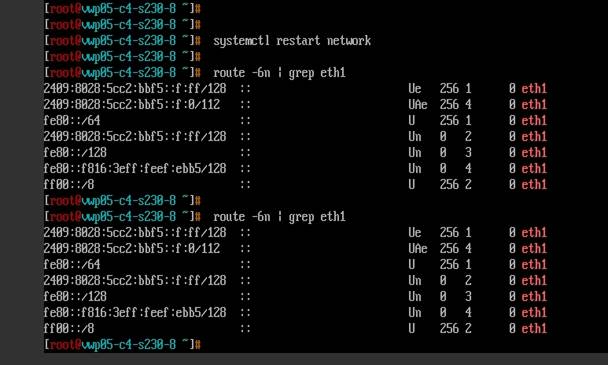 [root@vwp05-c4-s230-8 ~]#
[root@vwp05-c4-s230-8 ~]#
[root@vwp05-c4-s230-8 ~]# systemctl restart network
[root@vwp05-c4-s230-8 ~]#
[root@vwp05-c4-s230-8 ~]# route -6n | grep eth1
2409:8028:5cc2:bbf5::f:ff/128 :: Ue 256 1 0 eth1
2409:8028:5cc2:bbf5::f:0/112 :: UAe 256 4 0 eth1
fe80::/64 :: U 256 1 0 eth1
2409:8028:5cc2:bbf5::f:ff/128 :: Un 0 2 0 eth1
fe80::/128 :: Un 0 3 0 eth1
fe80::f816:3eff:feef:ebb5/128 :: Un 0 4 0 eth1
ff00::/8 :: U 256 2 0 eth1
[root@vwp05-c4-s230-8 ~]#
[root@vwp05-c4-s230-8 ~]# route -6n | grep eth1
2409:8028:5cc2:bbf5::f:ff/128 :: Ue 256 1 0 eth1
2409:8028:5cc2:bbf5::f:0/112 :: UAe 256 4 0 eth1
fe80::/64 :: U 256 1 0 eth1
2409:8028:5cc2:bbf5::f:ff/128 :: Un 0 2 0 eth1
fe80::/128 :: Un 0 3 0 eth1
fe80::f816:3eff:feef:ebb5/128 :: Un 0 4 0 eth1
ff00::/8 :: U 256 2 0 eth1
[root@vwp05-c4-s230-8 ~]#